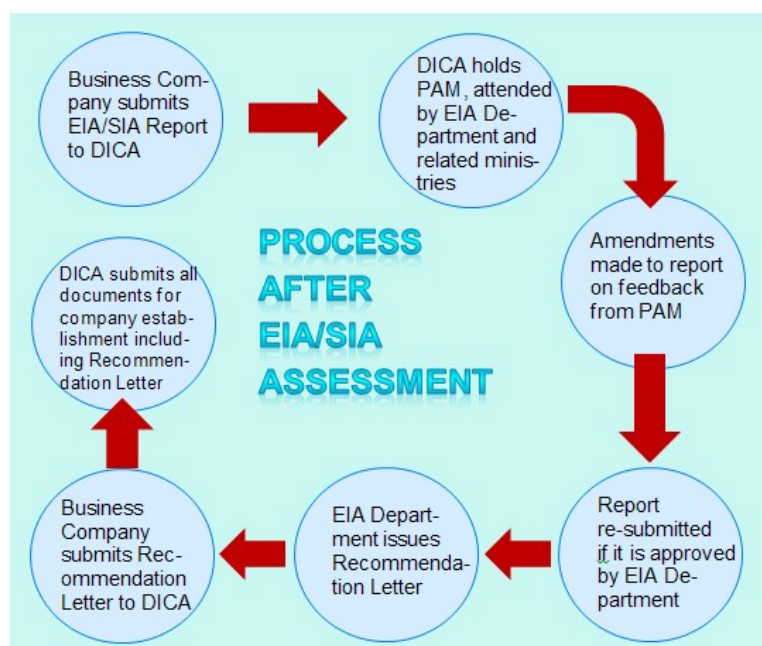 Business Com-
pany submits
EIA/SIA Report
to DICA
DICA holds
PAM, attended
by EIA De-
partment and
related minis-
tries
Amendments
made to report
on feedback
from PAM
Report
re-submitted
if it is approved
by EIA De-
partment
EIA Depart-
ment issues
Recommenda-
tion Letter
Business
Company
submits Rec-
ommendation
Letter to DICA
DICA submits all
documents for
company estab-
lishment includ-
ing Recommen-
dation Letter
PROCESS
AFTER
EIA/SIA
ASSESSMENT